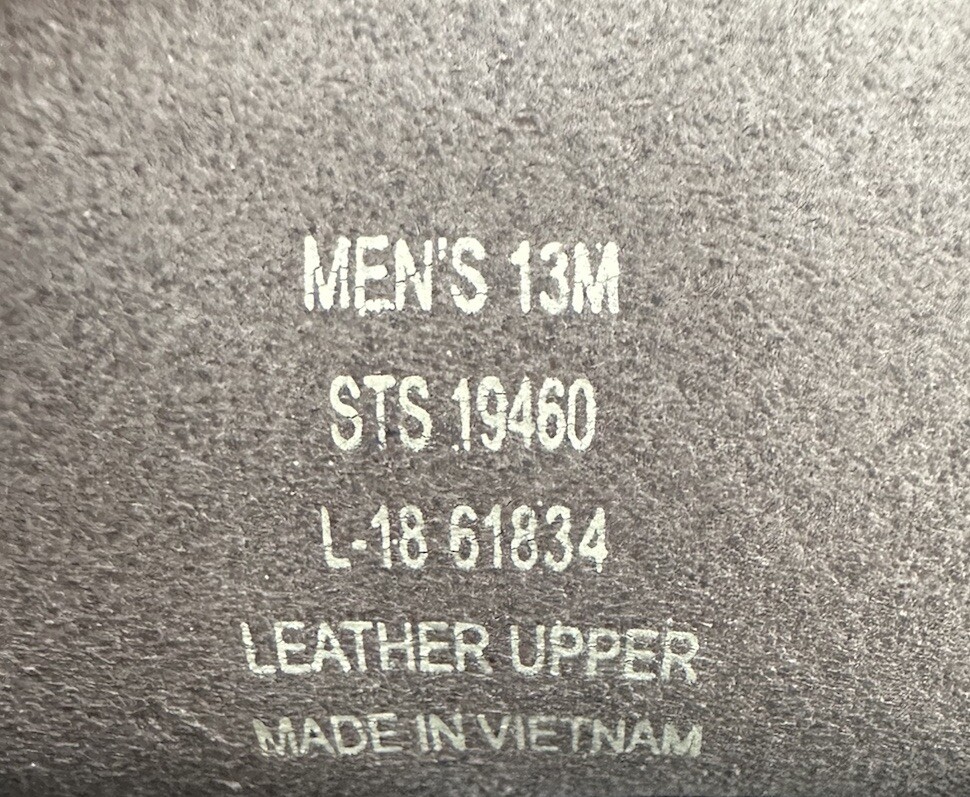 MEN'S 13M
STS 19460
L-18 61834
LEATHER UPPER
MADE IN VIETNAM